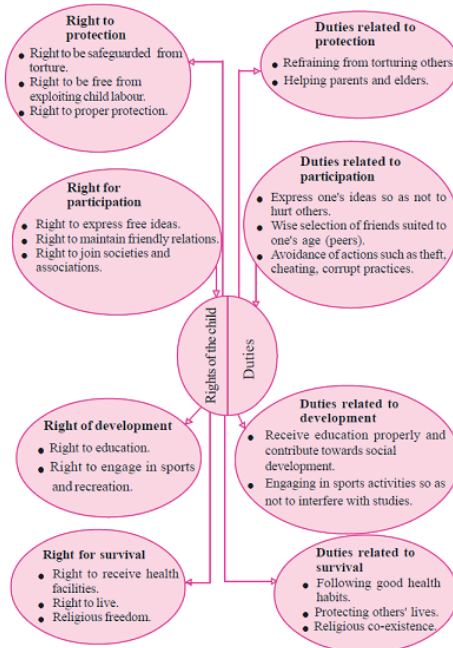 Right to
protection
• Right to be safeguarded from
torture.
• Right to be free from
exploiting child labour.
• Right to proper protection.
Duties related to
protection
• Refraining from torturing others.
• Helping parents and elders.
Right for
participation
• Right to express free ideas.
• Right to maintain friendly relations.
• Right to join societies and
associations.
Duties related to
participation
• Express one's ideas so as not to
hurt others.
• Wise selection of friends suited to
one's age (peers).
• Avoidance of actions such as theft,
cheating, corrupt practices.
Rights of the child
Duties
Right of development
• Right to education.
• Right to engage in sports
and recreation.
Duties related to
development
• Receive education properly and
contribute towards social
development.
• Engaging in sports activities so as
not to interfere with studies.
Right for survival
• Right to receive health
facilities.
• Right to live.
• Religious freedom.
Duties related to
survival
• Following good health
habits.
• Protecting others' lives.
• Religious co-existence.